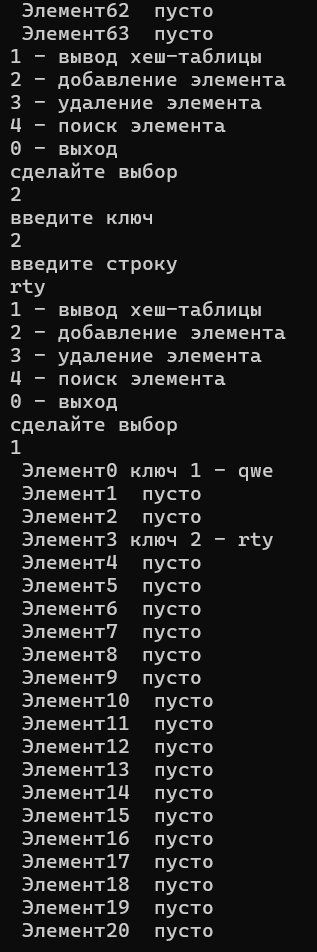 Элемент62  пусто
Элемент63  пусто
1 - вывод хеш-таблицы
2 - добавление элемента
3 - удаление элемента
4 - поиск элемента
0 - выход
сделайте выбор
2
введите ключ
2
введите строку
rty
1 - вывод хеш-таблицы
2 - добавление элемента
3 - удаление элемента
4 - поиск элемента
0 - выход
сделайте выбор
1
Элемент0 ключ 1 - qwe
Элемент1  пусто
Элемент2  пусто
Элемент3 ключ 2 - rty
Элемент4  пусто
Элемент5  пусто
Элемент6  пусто
Элемент7  пусто
Элемент8  пусто
Элемент9  пусто
Элемент10  пусто
Элемент11  пусто
Элемент12  пусто
Элемент13  пусто
Элемент14  пусто
Элемент15  пусто
Элемент16  пусто
Элемент17  пусто
Элемент18  пусто
Элемент19  пусто
Элемент20  пусто